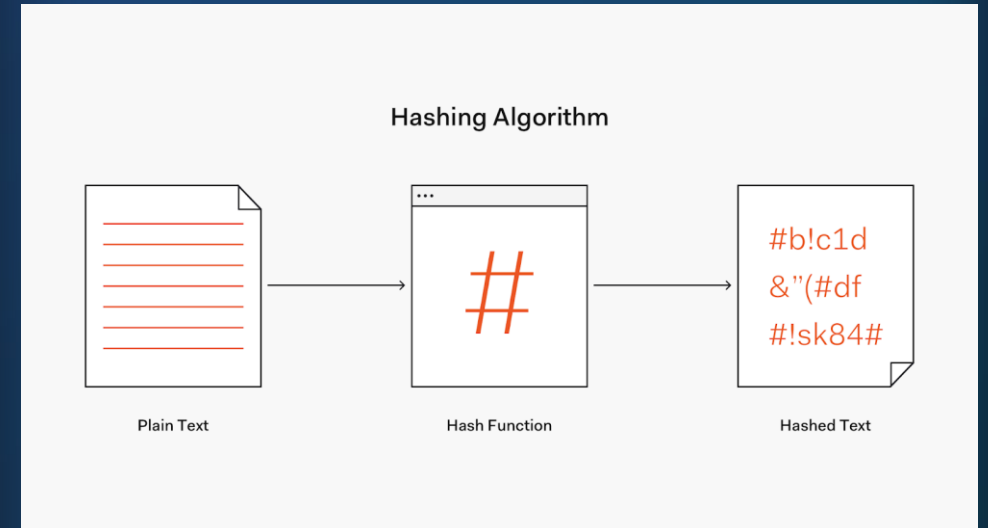 Hashing Algorithm
#
#b!c1d
&”(#df
#!sk84#
Plain Text
Hash Function
Hashed Text